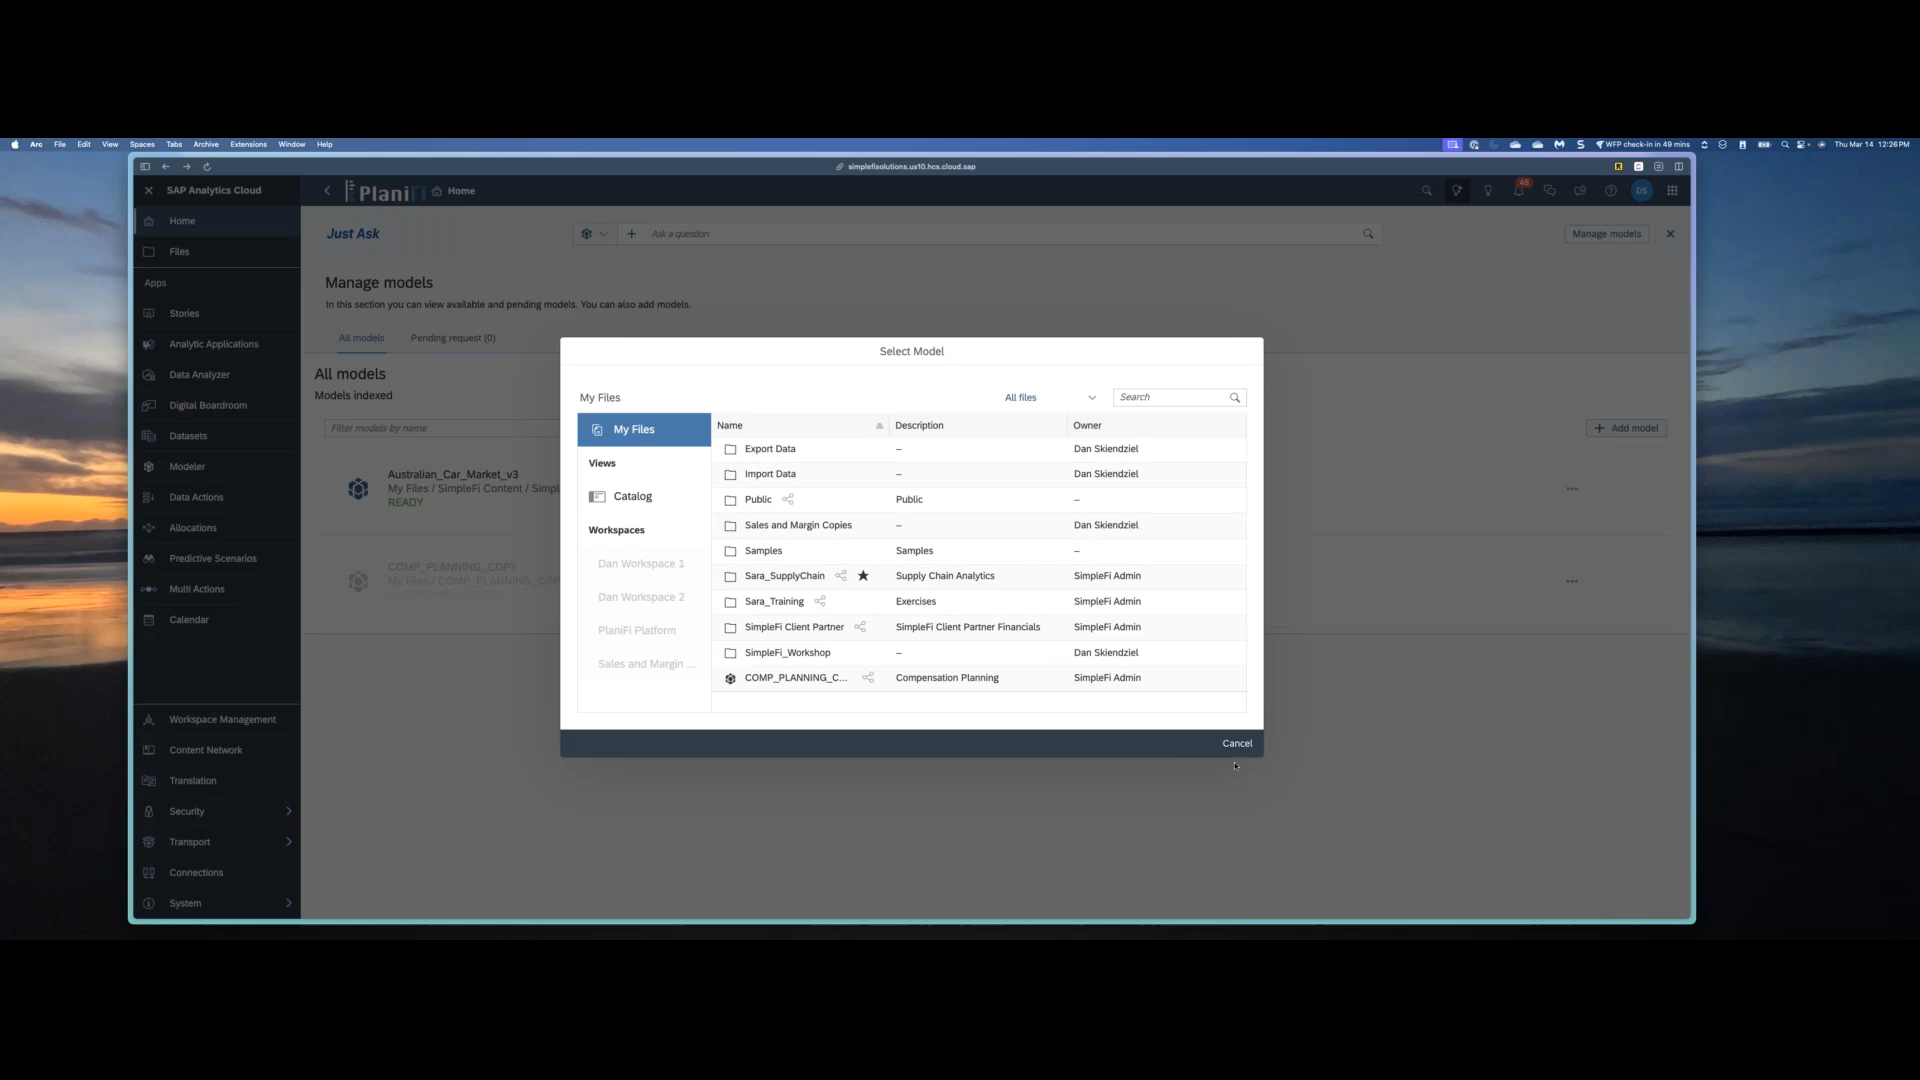 Arc File Edit View Spaces Tabs Archive Extensions Window Help
WFP check-in in 49 mins Thu Mar 14 12:26 PM
simplefisolutions.us10.hcs.cloud.sap
SAP Analytics Cloud
PlaniFi Home
48
DS
Home
Files
Apps
Stories
Analytic Applications
Data Analyzer
Digital Boardroom
Datasets
Modeler
Data Actions
Allocations
Predictive Scenarios
Multi Actions
Calendar
Workspace Management
Content Network
Translation
Security
Transport
Connections
System
Just Ask
Ask a question
Manage models
Manage models
In this section you can view available and pending models. You can also add models.
All models Pending request (0)
All models
Models indexed
Filter models by name
Add model
Australian_Car_Market_v3
My Files / SimpleFi Content / Simpl
READY
COMP_PLANNING_COPY
My Files / COMP_PLANNING_COP
Select Model
My Files
All files
Search
My Files
Views
Catalog
Workspaces
Dan Workspace 1
Dan Workspace 2
PlaniFi Platform
Sales and Margin ...
Name Description Owner
Export Data – Dan Skiendziel
Import Data – Dan Skiendziel
Public Public –
Sales and Margin Copies – Dan Skiendziel
Samples Samples –
Sara_SupplyChain Supply Chain Analytics SimpleFi Admin
Sara_Training Exercises SimpleFi Admin
SimpleFi Client Partner SimpleFi Client Partner Financials SimpleFi Admin
SimpleFi_Workshop – Dan Skiendziel
COMP_PLANNING_C... Compensation Planning SimpleFi Admin
Cancel